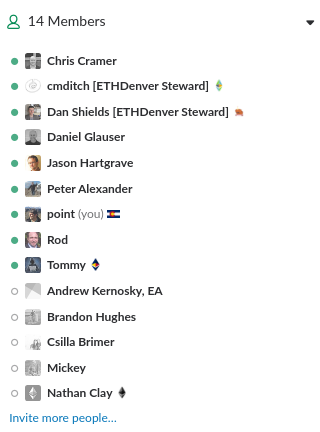 14 Members
Chris Cramer
cmditch [ETHDenver Steward]
Dan Shields [ETHDenver Steward]
Daniel Glauser
Jason Hartgrave
Peter Alexander
point (you)
Rod
Tommy
Andrew Kernosky, EA
Brandon Hughes
Csilla Brimer
Mickey
Nathan Clay
Invite more people...